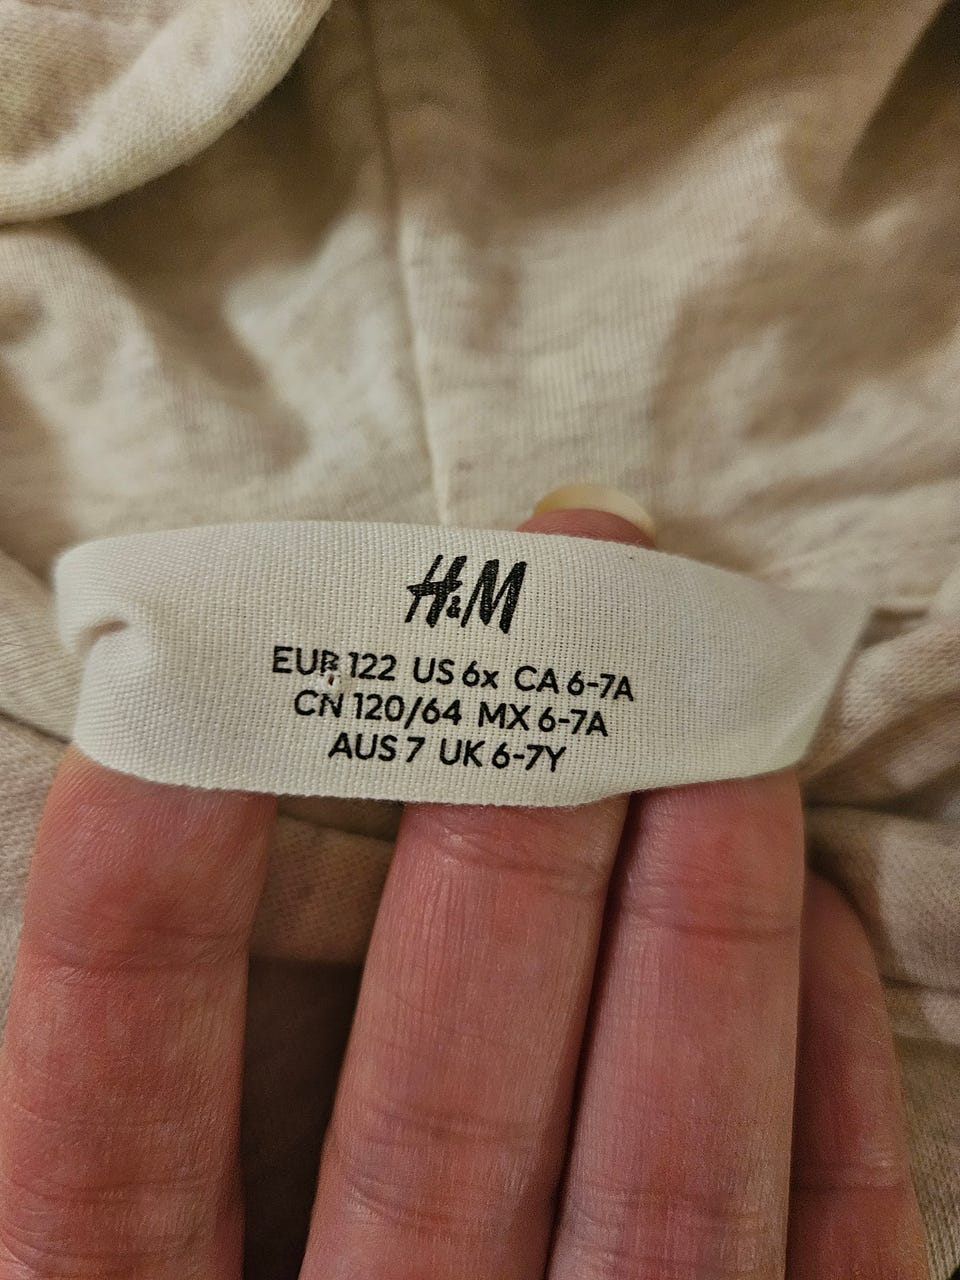 H&M
EUR 122 US 6x CA 6-7A
CN 120/64 MX 6-7A
AUS 7 UK 6-7Y